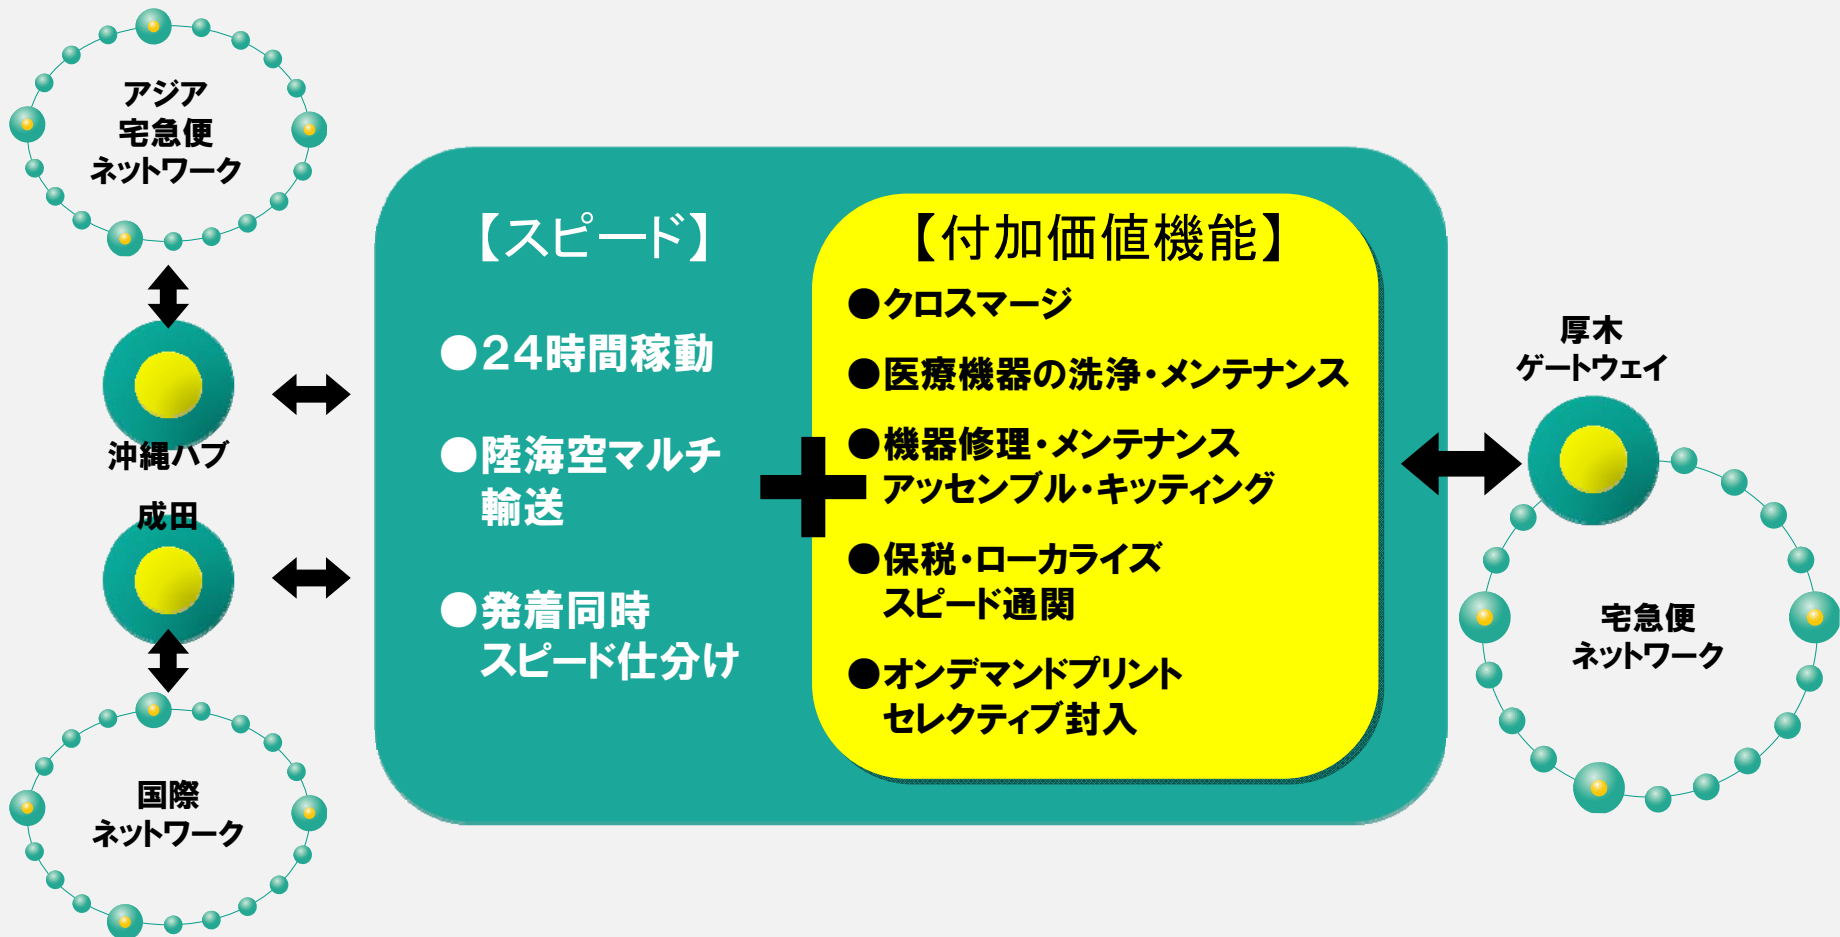 アジア
宅急便
ネットワーク
沖縄ハブ
成田
国際
ネットワーク
【スピード】
●24時間稼動
●陸海空マルチ
輸送
●発着同時
スピード仕分け
【付加価値機能】
●クロスマージ
●医療機器の洗浄・メンテナンス
●機器修理・メンテナンス
アッセンブル・キッティング
●保税・ローカライズ
スピード通関
●オンデマンドプリント
セレクティブ封入
厚木
ゲートウェイ
宅急便
ネットワーク